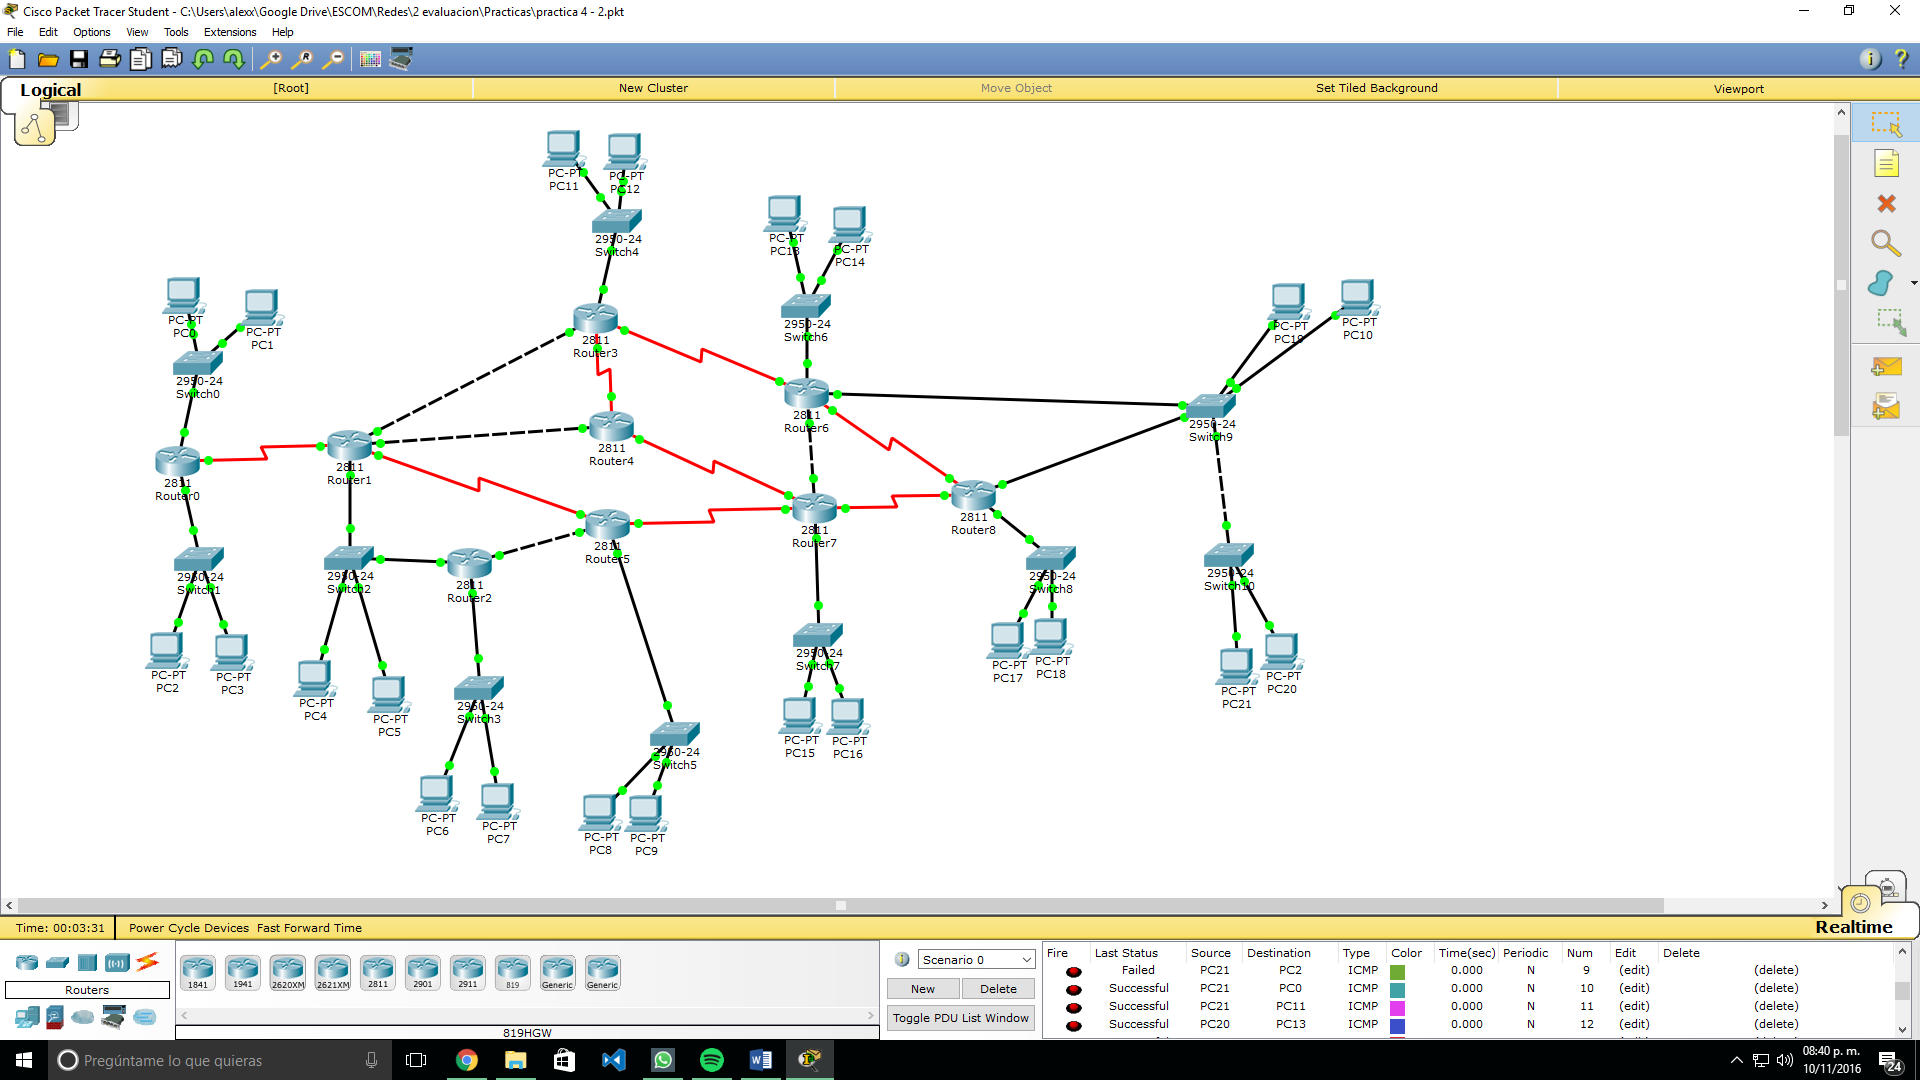 Cisco Packet Tracer Student - C:\Users\alexx\Google Drive\ESCOM\Redes\2 evaluacion\Practicas\practica 4 - 2.pkt
File Edit Options View Tools Extensions Help
Logical [Root] New Cluster Move Object Set Tiled Background Viewport
PC-PT
PC11
PC-PT
PC12
2950-24
Switch4
PC-PT
PC13
PC-PT
PC14
2950-24
Switch6
PC-PT
PC0
PC-PT
PC1
2950-24
Switch0
2811
Router3
PC-PT
PC19
PC-PT
PC10
2811
Router6
2950-24
Switch9
2811
Router0
2811
Router1
2811
Router4
2811
Router5
2811
Router7
2811
Router8
2950-24
Switch1
2950-24
Switch2
2811
Router2
2950-24
Switch8
2950-24
Switch10
PC-PT
PC2
PC-PT
PC3
PC-PT
PC4
PC-PT
PC5
2950-24
Switch3
2950-24
Switch5
2950-24
Switch7
PC-PT
PC17
PC-PT
PC18
PC-PT
PC21
PC-PT
PC20
PC-PT
PC15
PC-PT
PC16
PC-PT
PC6
PC-PT
PC7
PC-PT
PC8
PC-PT
PC9
Time: 00:03:31 Power Cycle Devices Fast Forward Time Realtime
Routers
1841 1941 2620XM 2621XM 2811 2901 2911 819 Generic Generic
819HGW
Scenario 0
New Delete
Toggle PDU List Window
Fire Last Status Source Destination Type Color Time(sec) Periodic Num Edit Delete
Failed PC21 PC2 ICMP 0.000 N 9 (edit) (delete)
Successful PC21 PC0 ICMP 0.000 N 10 (edit) (delete)
Successful PC21 PC11 ICMP 0.000 N 11 (edit) (delete)
Successful PC20 PC13 ICMP 0.000 N 12 (edit) (delete)
Pregúntame lo que quieras
08:40 p. m.
10/11/2016
24